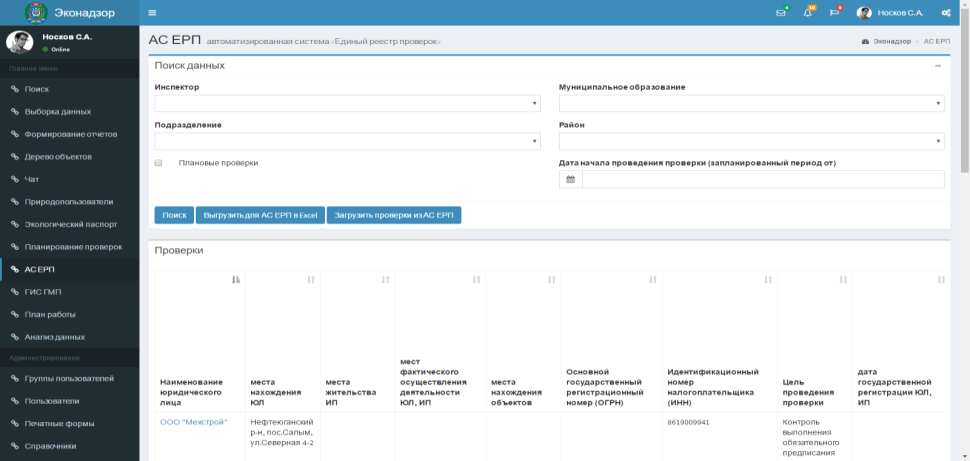 Эконадзор
Носков С.А.
Носков С.А.
Online
Главное меню
Поиск
Выборка данных
Формирование отчетов
Дерево объектов
Чат
Природопользователи
Экологический паспорт
Планирование проверок
АС ЕРП
ГИС ГМП
План работы
Анализ данных
Администрирование
Группы пользователей
Пользователи
Печатные формы
Справочники
АС ЕРП автоматизированная система «Единый реестр проверок»
Эконадзор > АС ЕРП
Поиск данных
Инспектор
Муниципальное образование
Подразделение
Район
Плановые проверки
Дата начала проведения проверки (запланированный период от)
Поиск
Выгрузить для АС ЕРП в Excel
Загрузить проверки из АС ЕРП
Проверки
Наименование
юридического
лица
места
нахождения
ЮЛ
места
жительства
ИП
мест
фактического
осуществления
деятельности
ЮЛ, ИП
места
нахождения
объектов
Основной
государственный
регистрационный
номер (ОГРН)
Идентификационный
номер
налогоплательщика
(ИНН)
Цель
проведения
проверки
дата
государственной
регистрации ЮЛ,
ИП
ООО "Мехстрой"
Нефтеюганский
р-н, пос.Салым,
ул.Северная 4-2
8619009941
Контроль
выполнения
обязательного
предписания